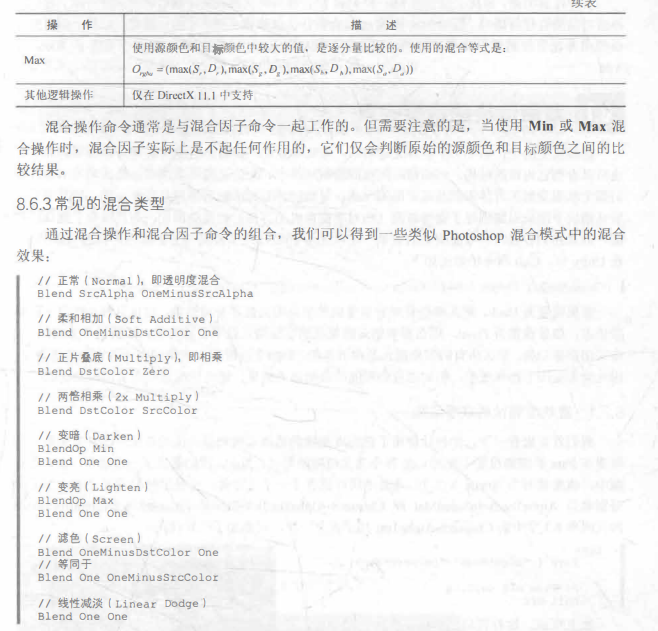 续表
操 作 描 述
Max
使用源颜色和目标颜色中较大的值，是逐分量比较的。使用的混合等式是：
O_rgba=(max(S_r,D_r),max(S_g,D_g),max(S_b,D_b),max(S_a,D_a))
其他逻辑操作 仅在 DirectX 11.1 中支持
混合操作命令通常是与混合因子命令一起工作的。但需要注意的是，当使用 Min 或 Max 混
合操作时，混合因子实际上是不起任何作用的，它们仅会判断原始的源颜色和目标颜色之间的比
较结果。
8.6.3 常见的混合类型
通过混合操作和混合因子命令的组合，我们可以得到一些类似 Photoshop 混合模式中的混合
效果：
// 正常 (Normal)，即透明度混合
Blend SrcAlpha OneMinusSrcAlpha
// 柔和相加 (Soft Additive)
Blend OneMinusDstColor One
// 正片叠底 (Multiply)，即相乘
Blend DstColor Zero
// 两倍相乘 (2x Multiply)
Blend DstColor SrcColor
// 变暗 (Darken)
BlendOp Min
Blend One One
// 变亮 (Lighten)
BlendOp Max
Blend One One
// 滤色 (Screen)
Blend OneMinusDstColor One
// 等同于
Blend One OneMinusSrcColor
// 线性减淡 (Linear Dodge)
Blend One One